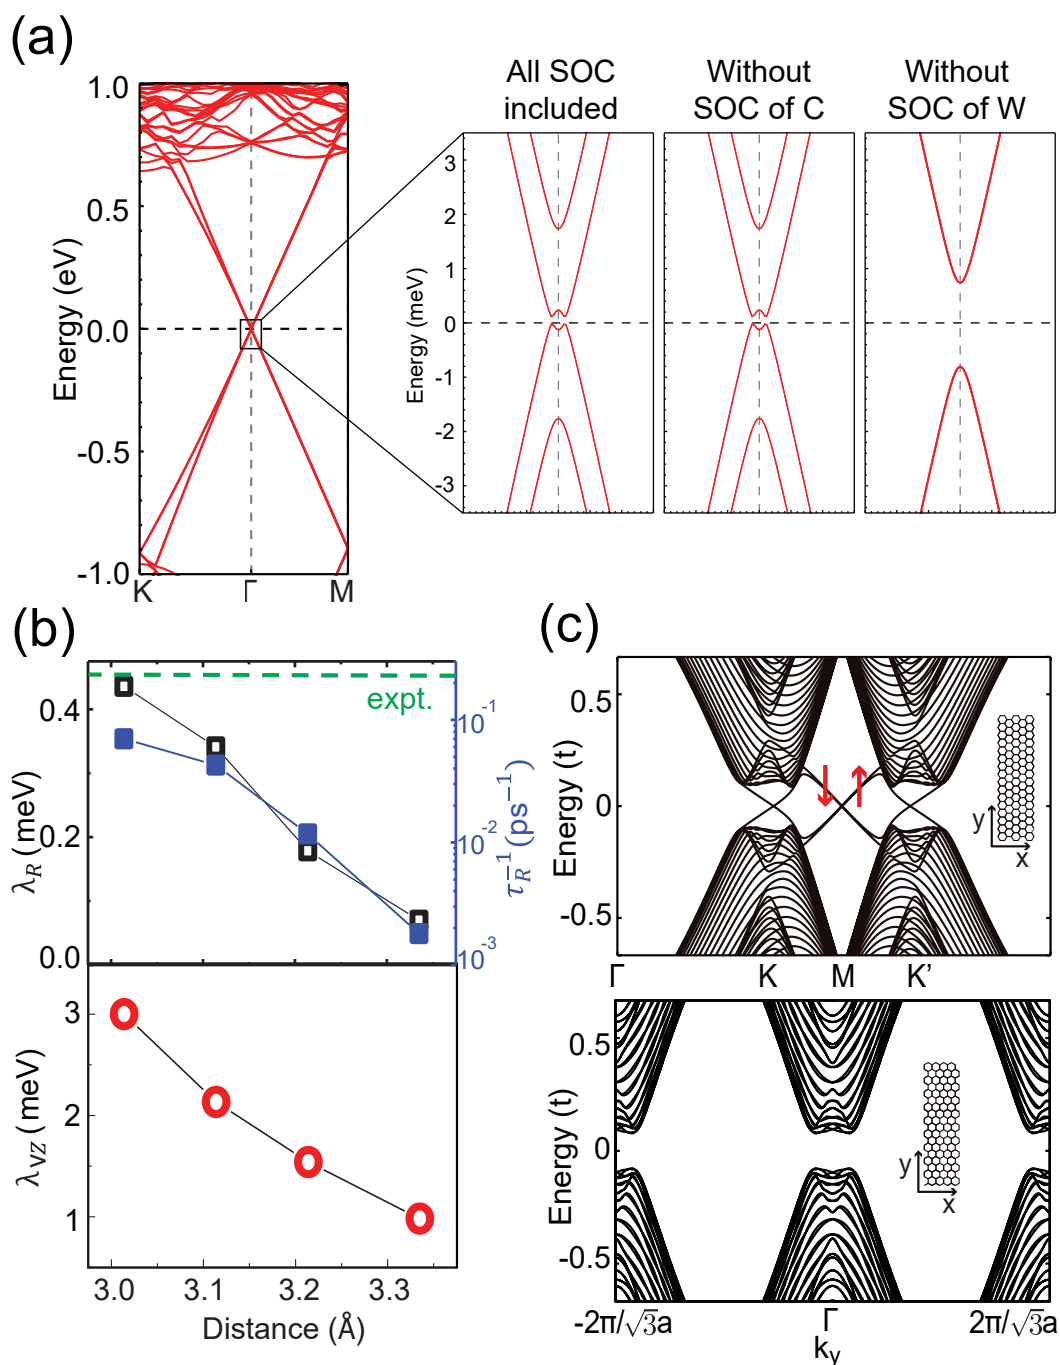 (a)
All SOC
included
Without
SOC of C
Without
SOC of W
Energy (eV)
1.0
0.5
0.0
-0.5
-1.0
K Γ M
Energy (meV)
3
2
1
0
-1
-2
-3
(b)
λR (meV)
0.4
0.2
0.0
expt.
10⁻¹
10⁻²
10⁻³
τR⁻¹ (ps⁻¹)
λVZ (meV)
3
2
1
3.0 3.1 3.2 3.3
Distance (Å)
(c)
Energy (t)
0.5
0
-0.5
↓ ↑
y
x
Γ K M K'
Energy (t)
0.5
0
-0.5
y
x
-2π/√3a Γ 2π/√3a
ky